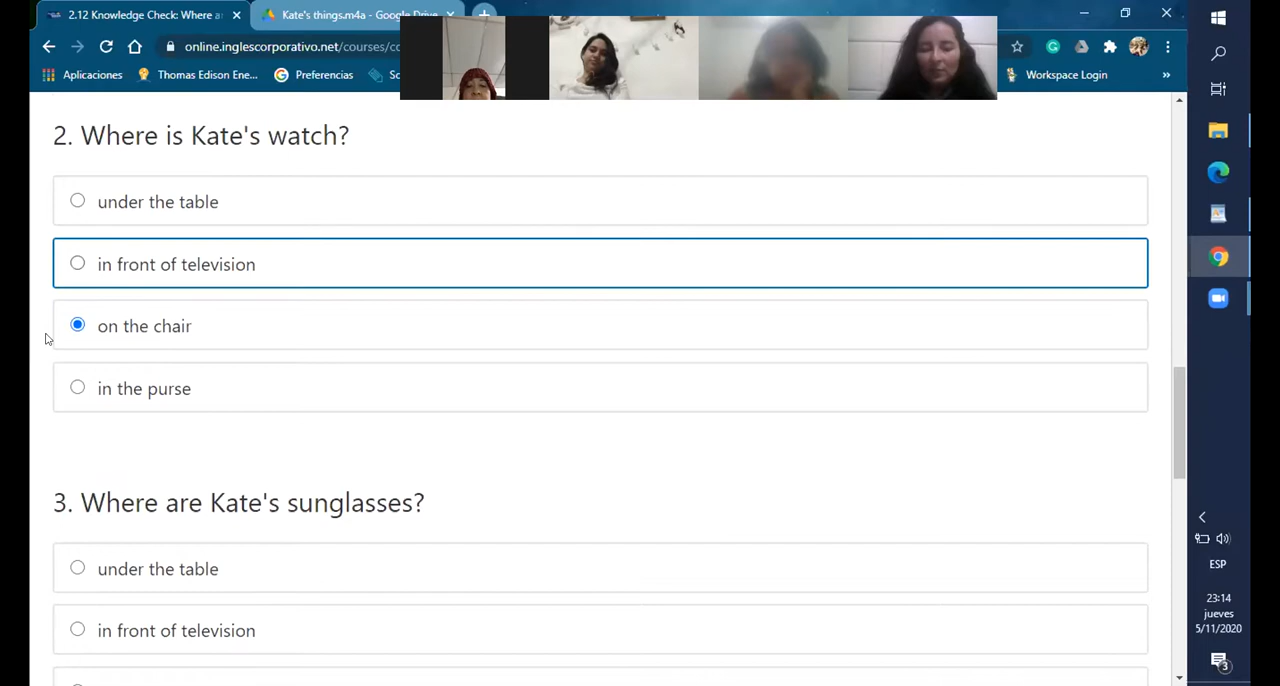 2.12 Knowledge Check: Where a
Kate's things.m4a - Google Drive
online.inglescorporativo.net/courses/co
Aplicaciones
Thomas Edison Ene...
Preferencias
Sc
Workspace Login
»
2. Where is Kate's watch?
under the table
in front of television
on the chair
in the purse
3. Where are Kate's sunglasses?
under the table
in front of television
ESP
23:14
jueves
5/11/2020
3